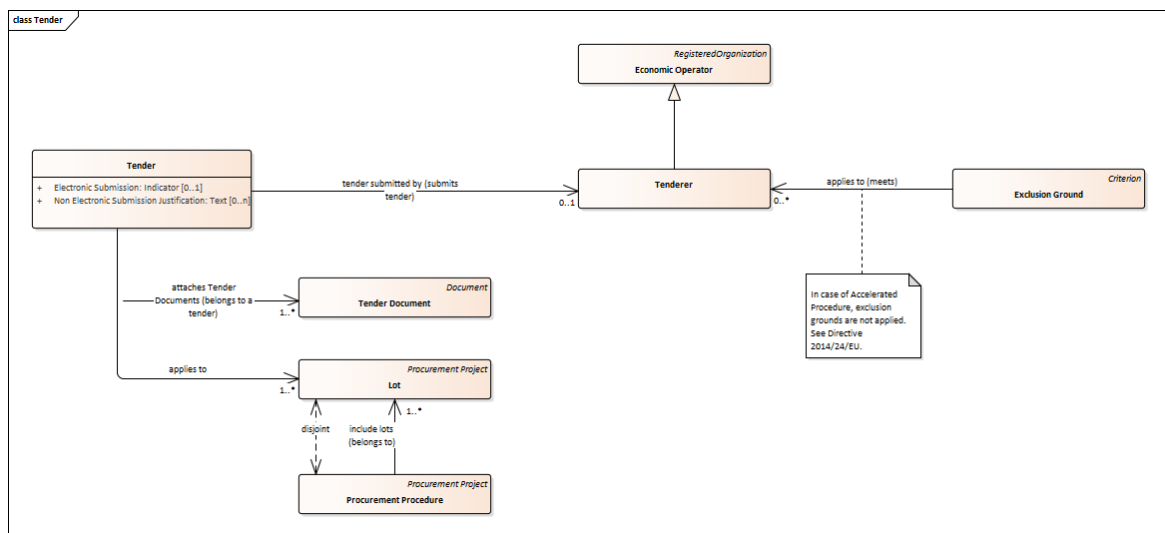 class Tender
RegisteredOrganization
Economic Operator
Tender
+ Electronic Submission: Indicator [0..1]
+ Non Electronic Submission Justification: Text [0..n]
tender submitted by (submits
tender)
0..1
Tenderer
0..*
applies to (meets)
Criterion
Exclusion Ground
In case of Accelerated
Procedure, exclusion
grounds are not applied.
See Directive
2014/24/EU.
attaches Tender
Documents (belongs to a
tender)
1..*
Document
Tender Document
applies to
1..*
Procurement Project
Lot
disjoint
include lots
(belongs to)
1..*
Procurement Project
Procurement Procedure